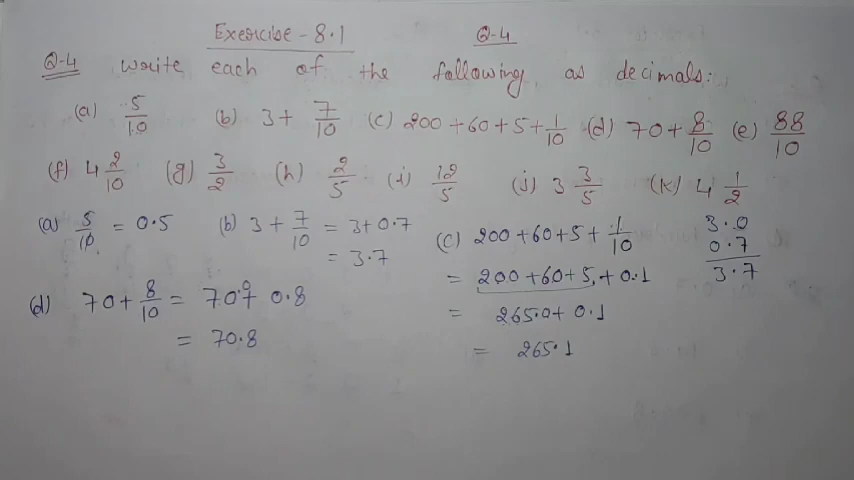 Exercise - 8.1
Q-4
Q-4 write each of the following as decimals:
(a) 5/10 (b) 3 + 7/10 (c) 200 + 60 + 5 + 1/10 (d) 70 + 8/10 (e) 88/10
(f) 4 2/10 (g) 3/2 (h) 2/5 (i) 12/5 (j) 3 3/5 (k) 4 1/2
(a) 5/10 = 0.5
(b) 3 + 7/10 = 3 + 0.7
= 3.7
(c) 200 + 60 + 5 + 1/10
= 200 + 60 + 5 + 0.1
= 265.0 + 0.1
= 265.1
3.0
0.7
3.7
(d) 70 + 8/10 = 70.0 + 0.8
= 70.8